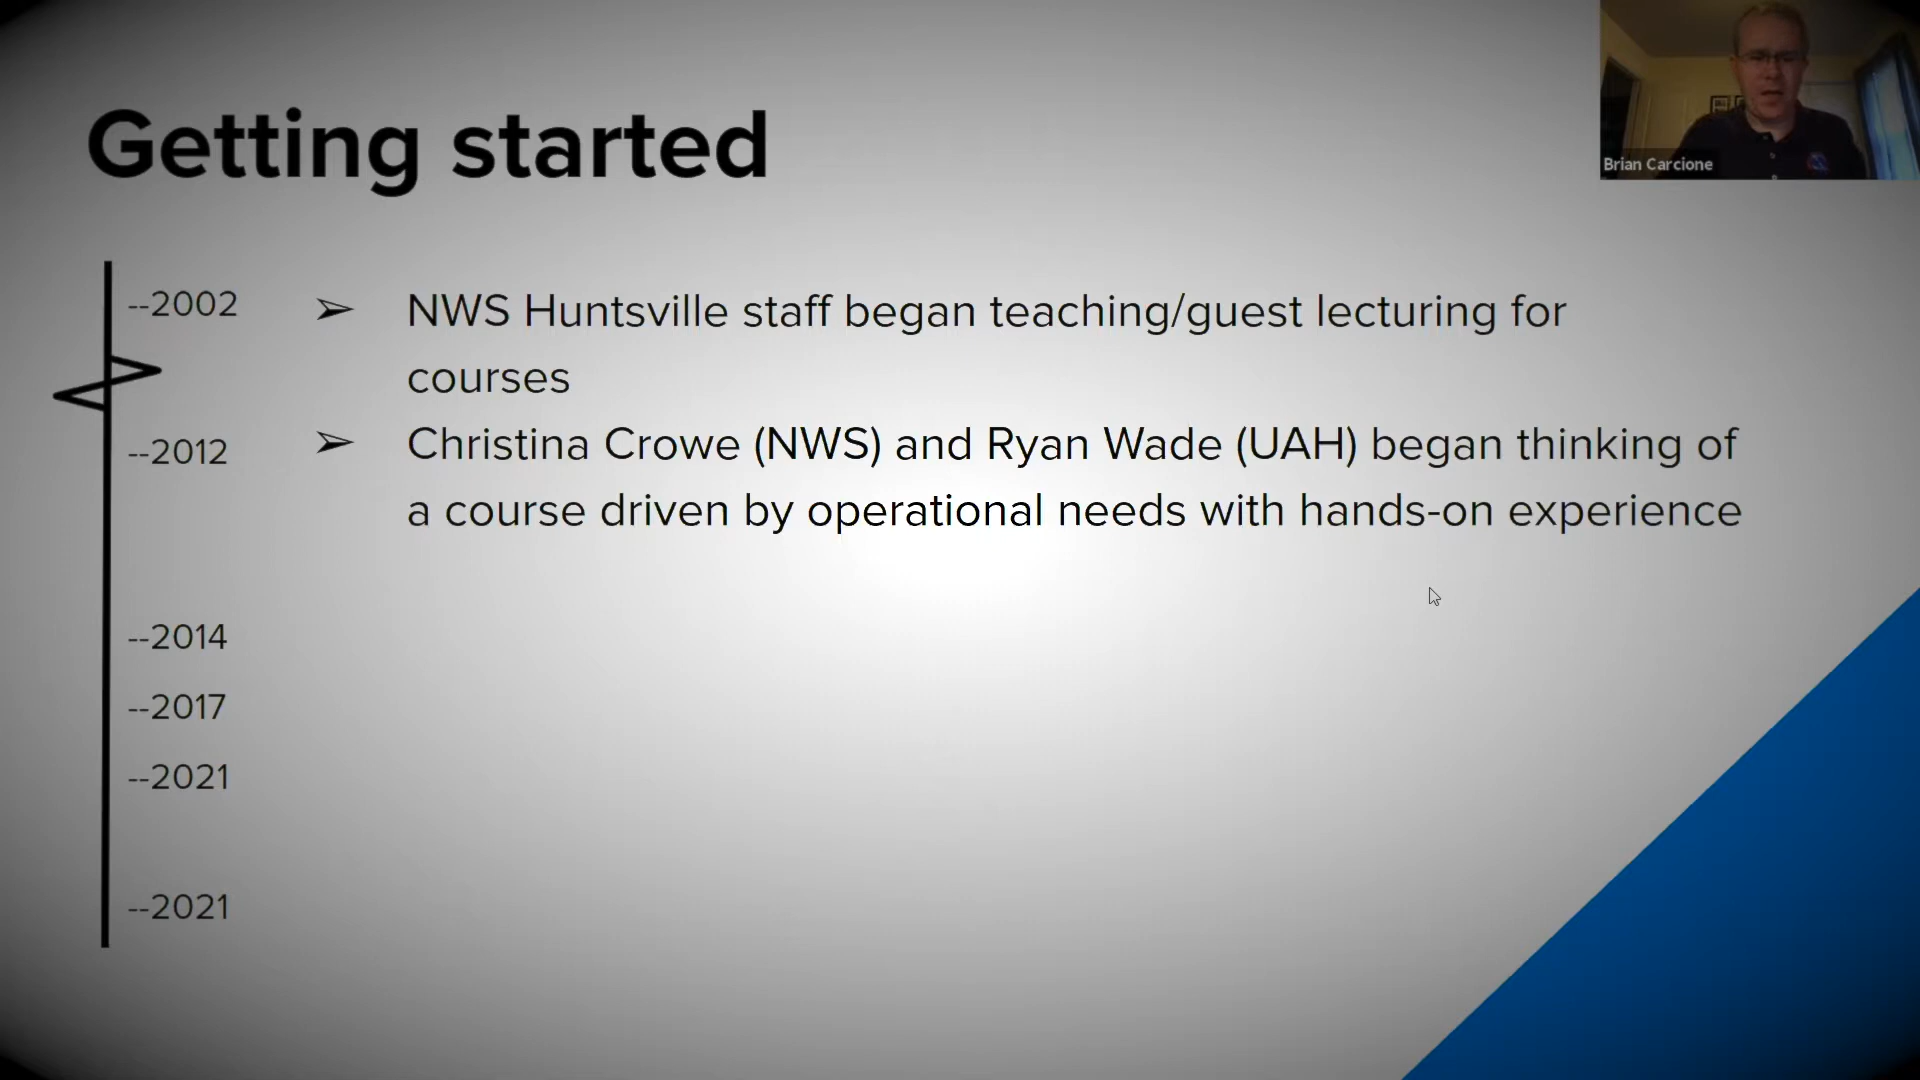 Getting started
Brian Carcione
--2002
➢ NWS Huntsville staff began teaching/guest lecturing for
courses
--2012
➢ Christina Crowe (NWS) and Ryan Wade (UAH) began thinking of
a course driven by operational needs with hands-on experience
--2014
--2017
--2021
--2021